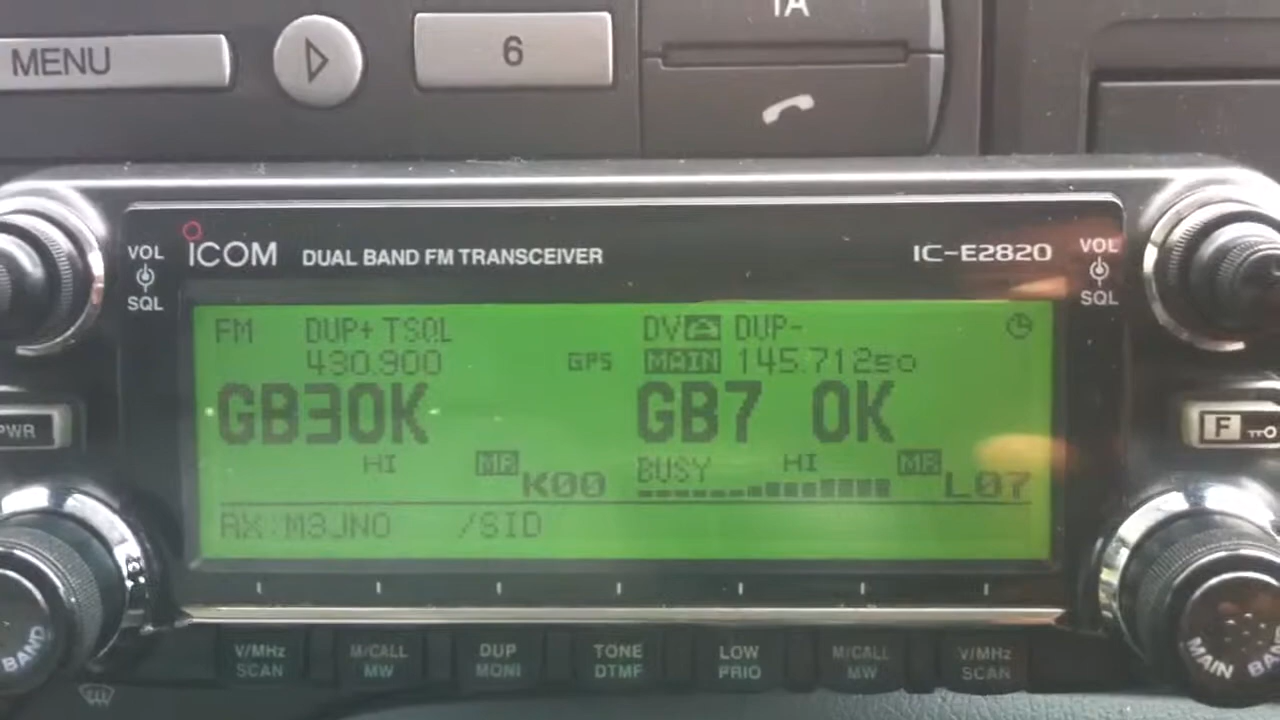 MENU
6
TA
VOL
SQL
ICOM DUAL BAND FM TRANSCEIVER IC-E2820
VOL
SQL
FM DUP+ TSQL
430.900 GPS
GB3OK
HI MR K00
DV A DUP-
MAIN 145.71250
GB7 OK
BUSY HI MR L07
RX:M3JNO /SID
PWR
F
BAND
V/MHz
SCAN
M/CALL
MW
DUP
MONI
TONE
DTMF
LOW
PRIO
M/CALL
MW
V/MHz
SCAN
MAIN BAND